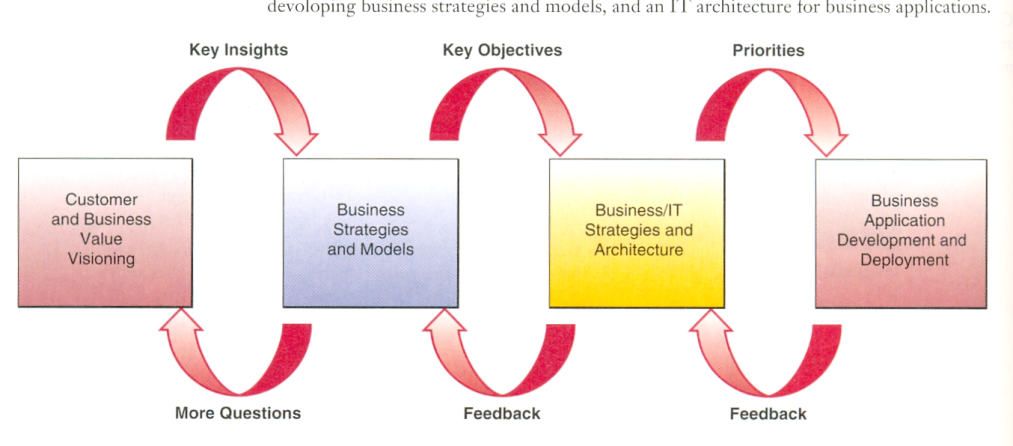 devoloping business strategies and models, and an IT architecture for business applications.
Key Insights
Key Objectives
Priorities
Customer
and Business
Value
Visioning
Business
Strategies
and Models
Business/IT
Strategies and
Architecture
Business
Application
Development and
Deployment
More Questions
Feedback
Feedback